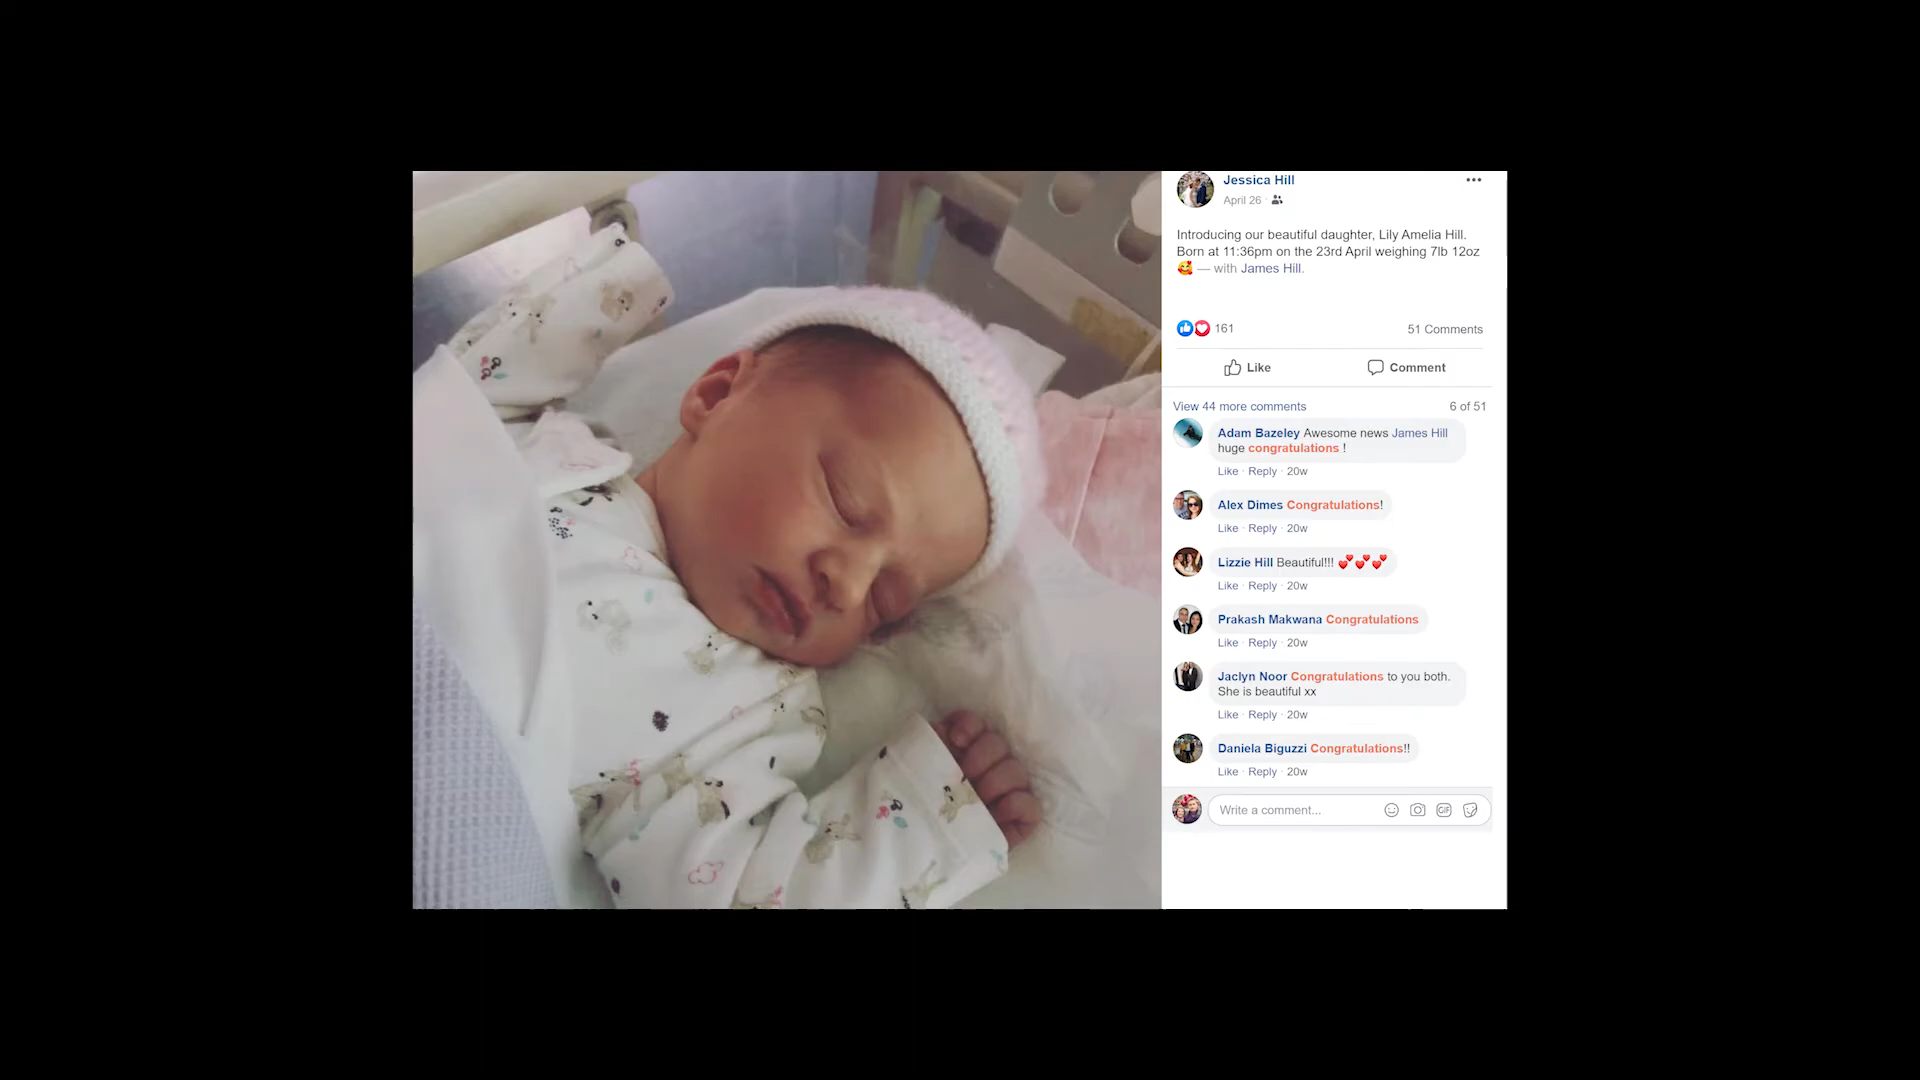 Jessica Hill
April 26
Introducing our beautiful daughter, Lily Amelia Hill.
Born at 11:36pm on the 23rd April weighing 7lb 12oz
🥰 — with James Hill.
161
51 Comments
Like
Comment
View 44 more comments
6 of 51
Adam Bazeley Awesome news James Hill
huge congratulations !
Like · Reply · 20w
Alex Dimes Congratulations!
Like · Reply · 20w
Lizzie Hill Beautiful!!! 💕💕💕
Like · Reply · 20w
Prakash Makwana Congratulations
Like · Reply · 20w
Jaclyn Noor Congratulations to you both.
She is beautiful xx
Like · Reply · 20w
Daniela Biguzzi Congratulations!!
Like · Reply · 20w
Write a comment...
GIF